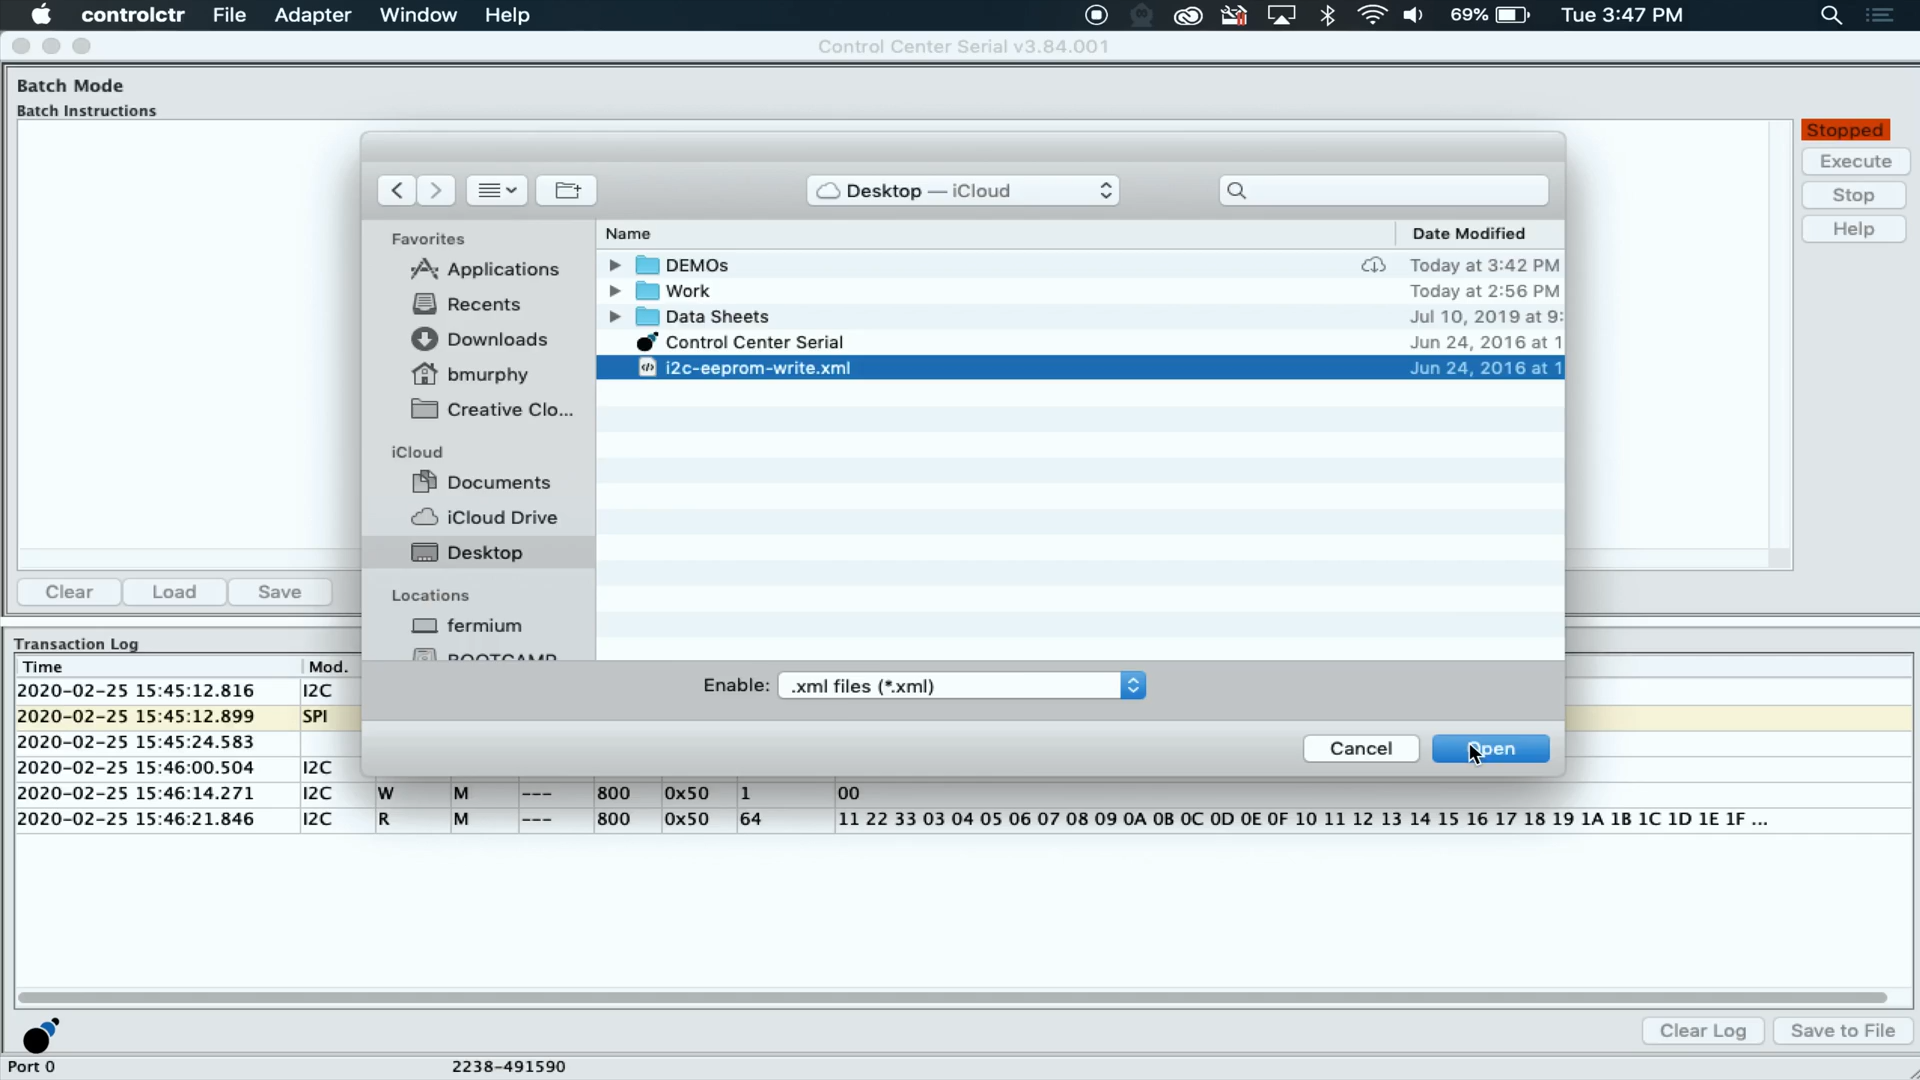 controlctr File Adapter Window Help 69% Tue 3:47 PM
Control Center Serial v3.84.001
Batch Mode
Batch Instructions
Stopped
Execute
Stop
Help
Desktop — iCloud
Favorites
Applications
Recents
Downloads
bmurphy
Creative Clo...
iCloud
Documents
iCloud Drive
Desktop
Locations
fermium
BOOTCAMP
Name Date Modified
DEMOs Today at 3:42 PM
Work Today at 2:56 PM
Data Sheets Jul 10, 2019 at 9:
Control Center Serial Jun 24, 2016 at 1
i2c-eeprom-write.xml Jun 24, 2016 at 1
Enable: .xml files (*.xml)
Cancel Open
Clear Load Save
Transaction Log
Time Mod.
2020-02-25 15:45:12.816 I2C
2020-02-25 15:45:12.899 SPI
2020-02-25 15:45:24.583
2020-02-25 15:46:00.504 I2C
2020-02-25 15:46:14.271 I2C W M --- 800 0x50 1 00
2020-02-25 15:46:21.846 I2C R M --- 800 0x50 64 11 22 33 03 04 05 06 07 08 09 0A 0B 0C 0D 0E 0F 10 11 12 13 14 15 16 17 18 19 1A 1B 1C 1D 1E 1F ...
Clear Log Save to File
Port 0 2238-491590